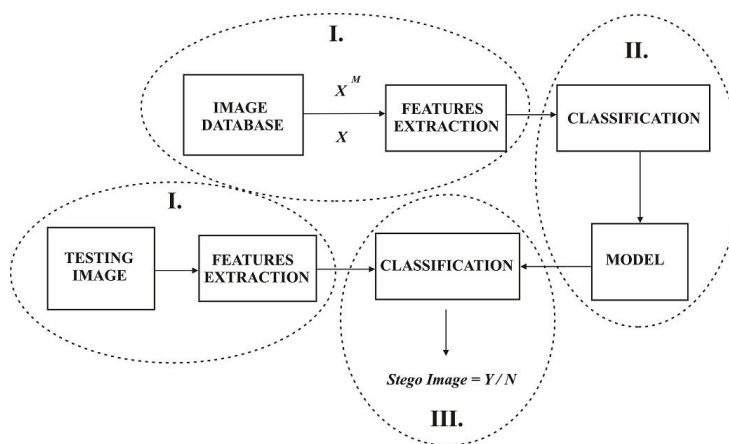 I.
II.
IMAGE
DATABASE
X^M
X
FEATURES
EXTRACTION
CLASSIFICATION
I.
TESTING
IMAGE
FEATURES
EXTRACTION
CLASSIFICATION
MODEL
Stego Image = Y / N
III.